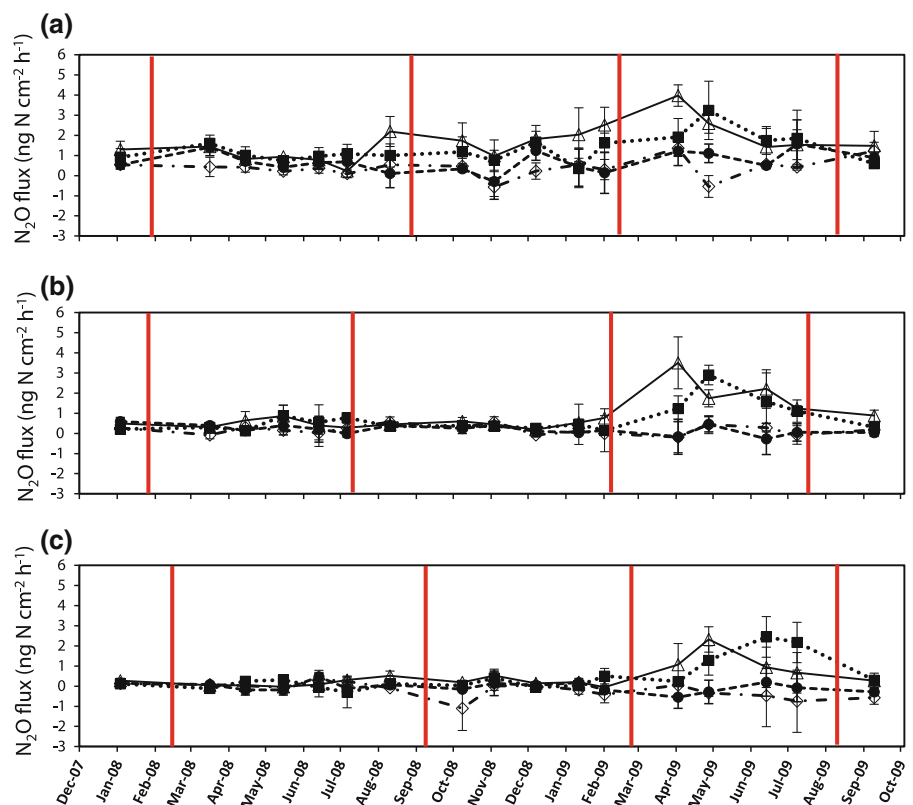 (a)
N₂O flux (ng N cm⁻² h⁻¹)
6
5
4
3
2
1
0
-1
-2
-3
(b)
N₂O flux (ng N cm⁻² h⁻¹)
6
5
4
3
2
1
0
-1
-2
-3
(c)
N₂O flux (ng N cm⁻² h⁻¹)
6
5
4
3
2
1
0
-1
-2
-3
Dec-07
Jan-08
Feb-08
Mar-08
Apr-08
May-08
Jun-08
Jul-08
Aug-08
Sep-08
Oct-08
Nov-08
Dec-08
Jan-09
Feb-09
Mar-09
Apr-09
May-09
Jun-09
Jul-09
Aug-09
Sep-09
Oct-09